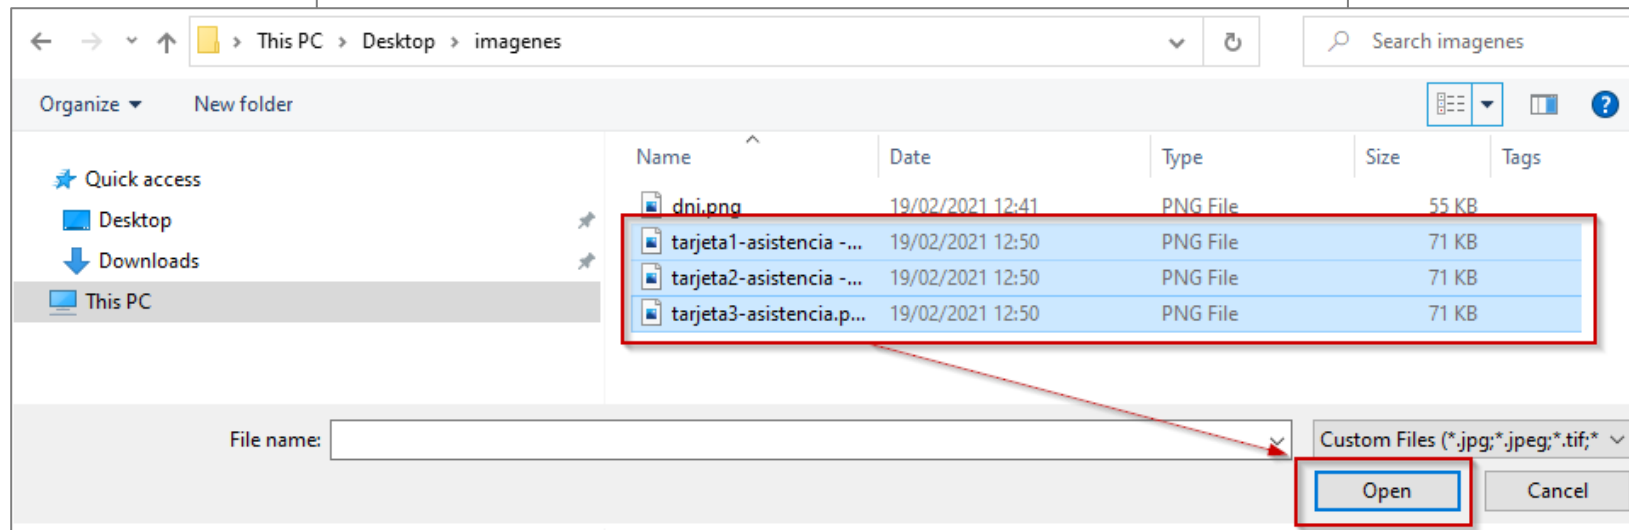 This PC > Desktop > imagenes
Search imagenes
Organize
New folder
Name
Date
Type
Size
Tags
Quick access
Desktop
Downloads
This PC
dni.png 19/02/2021 12:41 PNG File 55 KB
tarjeta1-asistencia -... 19/02/2021 12:50 PNG File 71 KB
tarjeta2-asistencia -... 19/02/2021 12:50 PNG File 71 KB
tarjeta3-asistencia.p... 19/02/2021 12:50 PNG File 71 KB
File name:
Custom Files (*.jpg;*.jpeg;*.tif;*
Open
Cancel